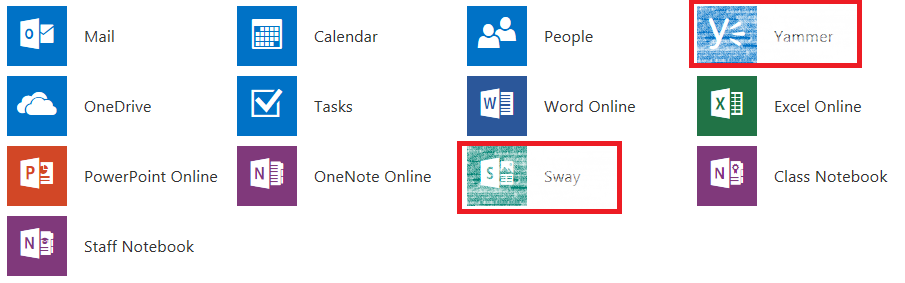 Mail Calendar People Yammer
OneDrive Tasks Word Online Excel Online
PowerPoint Online OneNote Online Sway Class Notebook
Staff Notebook